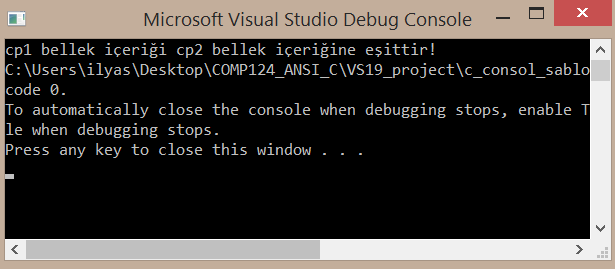 Microsoft Visual Studio Debug Console
cp1 bellek içeriği cp2 bellek içeriğine eşittir!
C:\Users\ilyas\Desktop\COMP124_ANSI_C\VS19_project\c_consol_sablo
code 0.
To automatically close the console when debugging stops, enable T
le when debugging stops.
Press any key to close this window . . .